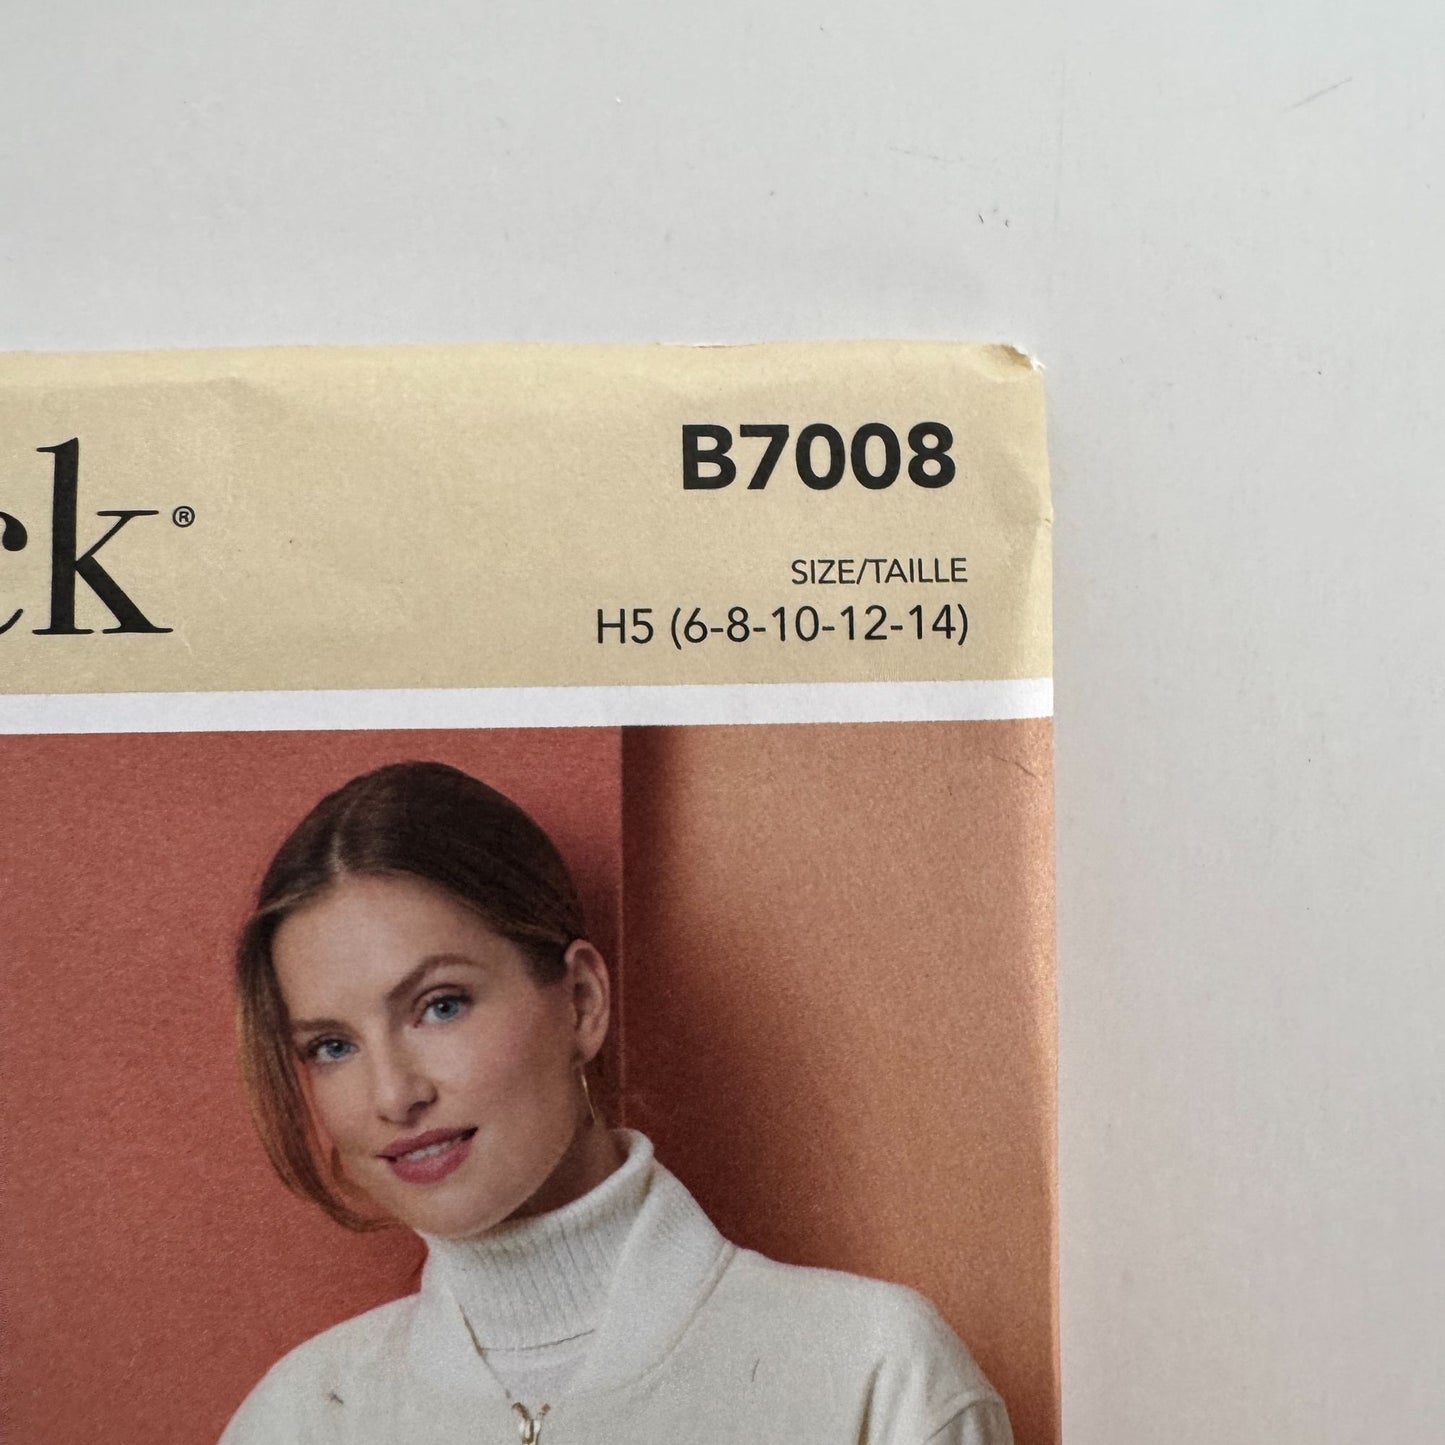 B7008
ck®
SIZE/TAILLE
H5 (6-8-10-12-14)